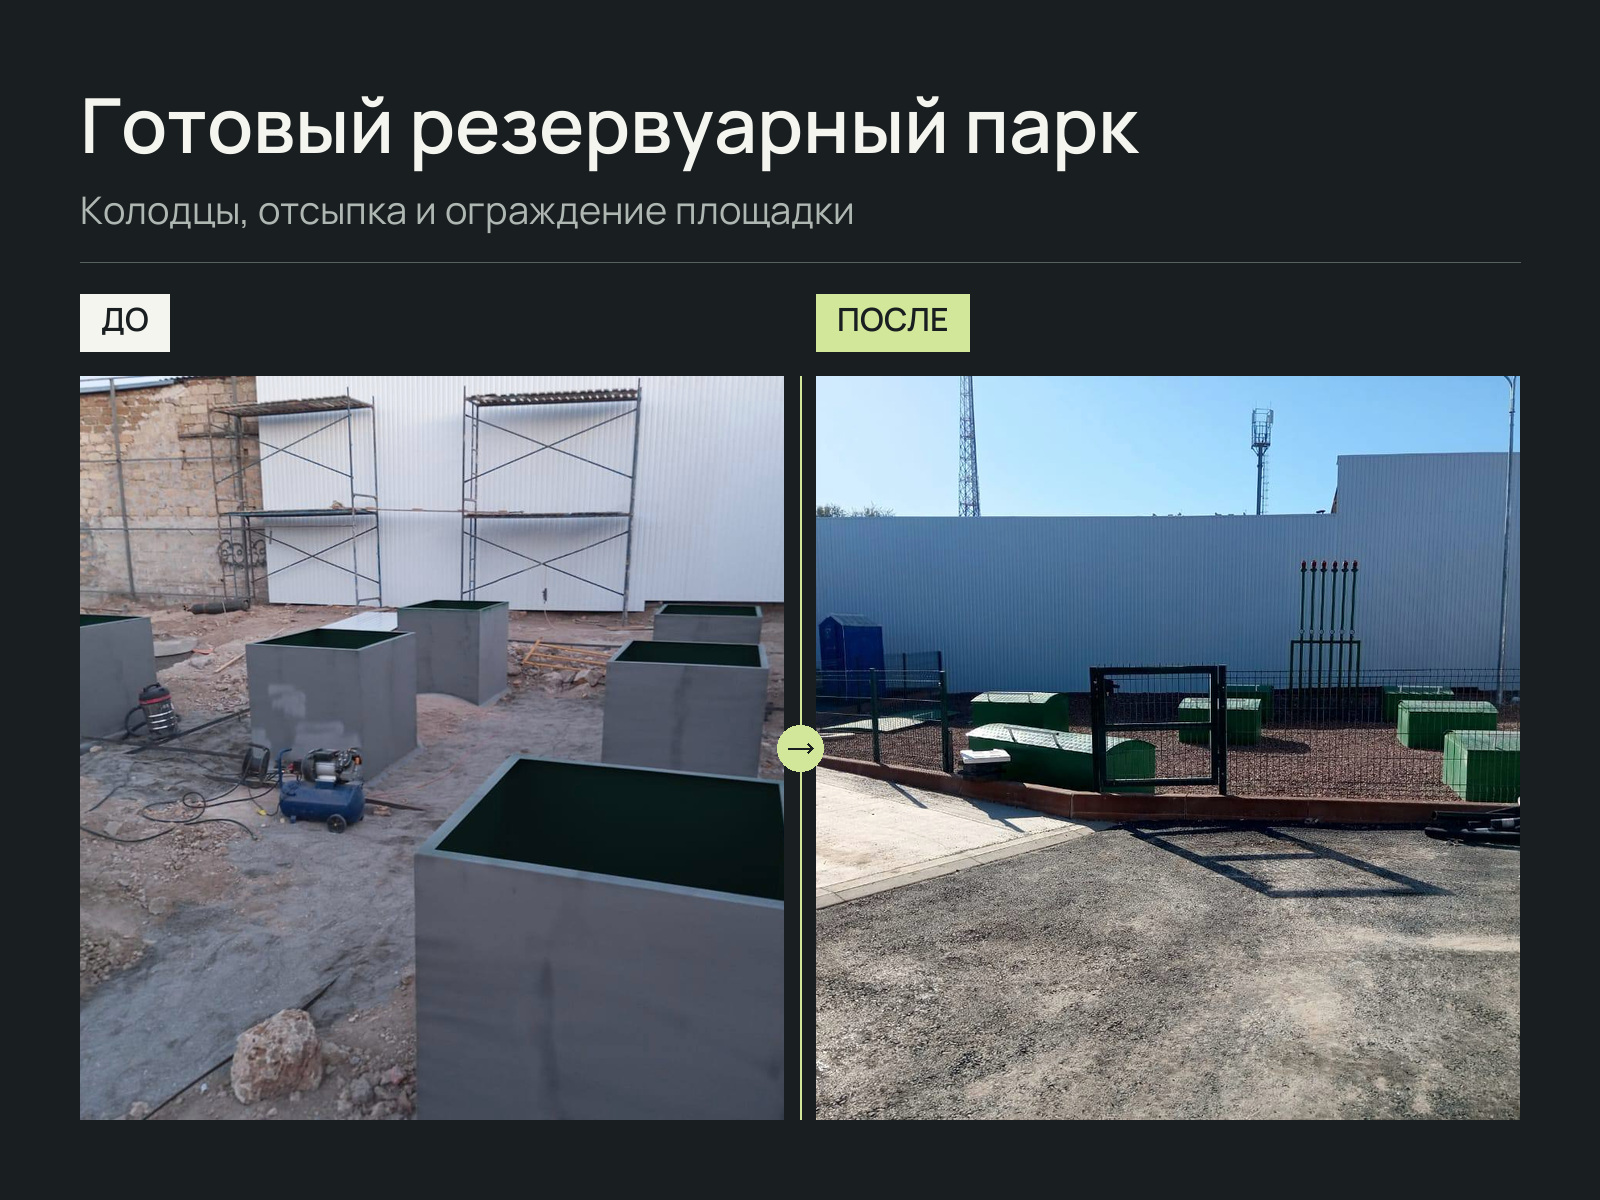 Готовый резервуарный парк
Колодцы, отсыпка и ограждение площадки
ДО
ПОСЛЕ